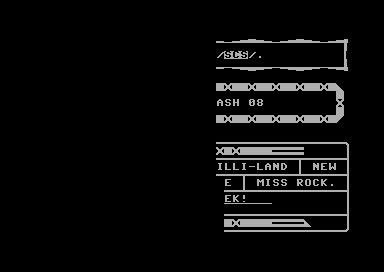 /SCS/.
ASH 08
ILLI-LAND NEW
E MISS ROCK.
EK!